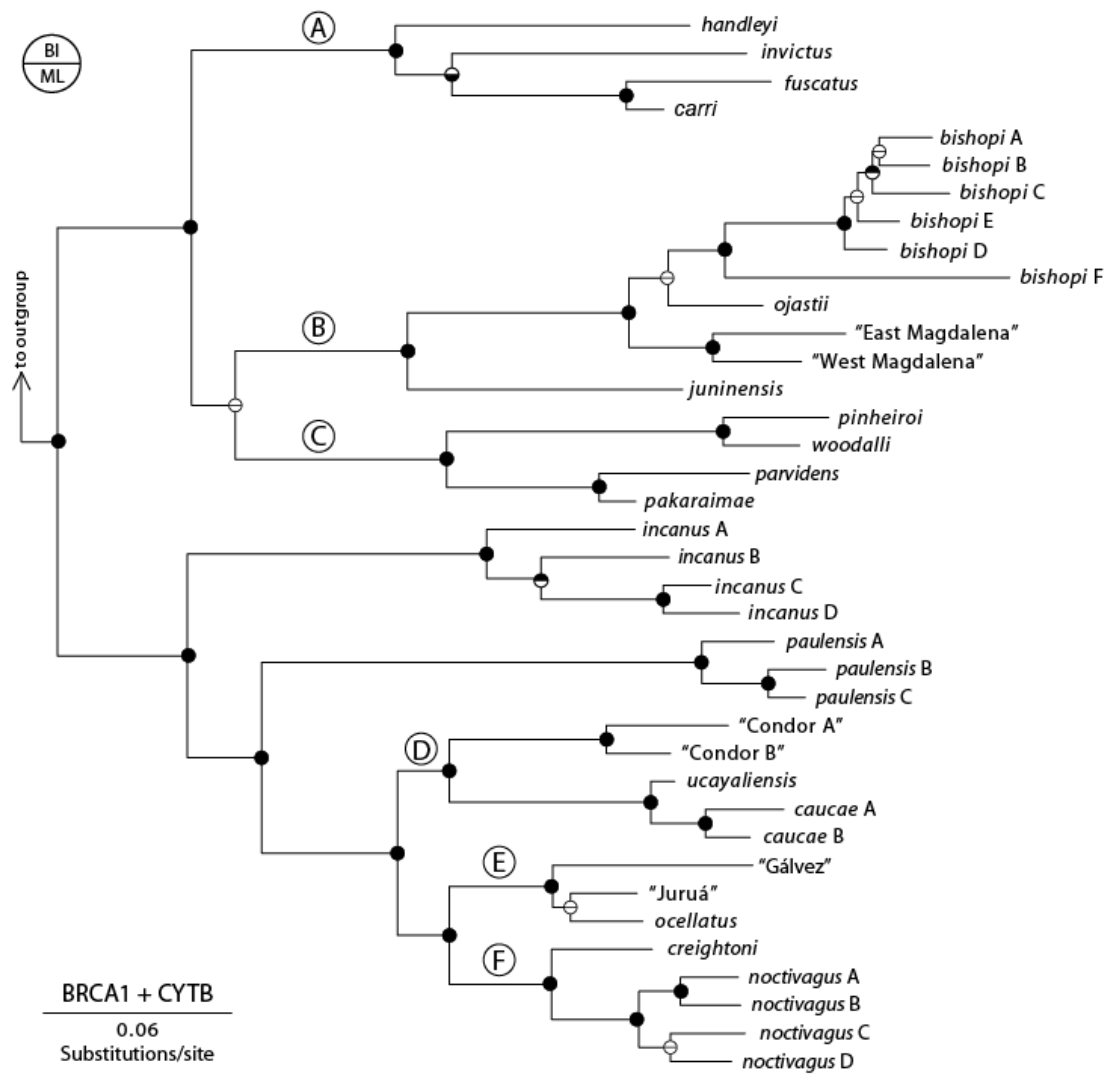 BI
ML
A
handleyi
invictus
fuscatus
carri
bishopi A
bishopi B
bishopi C
bishopi E
bishopi D
bishopi F
ojastii
B
"East Magdalena"
"West Magdalena"
juninensis
to outgroup
C
pinheiroi
woodalli
parvidens
pakaraimae
incanus A
incanus B
incanus C
incanus D
paulensis A
paulensis B
paulensis C
D
"Condor A"
"Condor B"
ucayaliensis
caucae A
caucae B
E
"Gálvez"
"Juruá"
ocellatus
F
creightoni
noctivagus A
noctivagus B
noctivagus C
noctivagus D
BRCA1 + CYTB
0.06
Substitutions/site